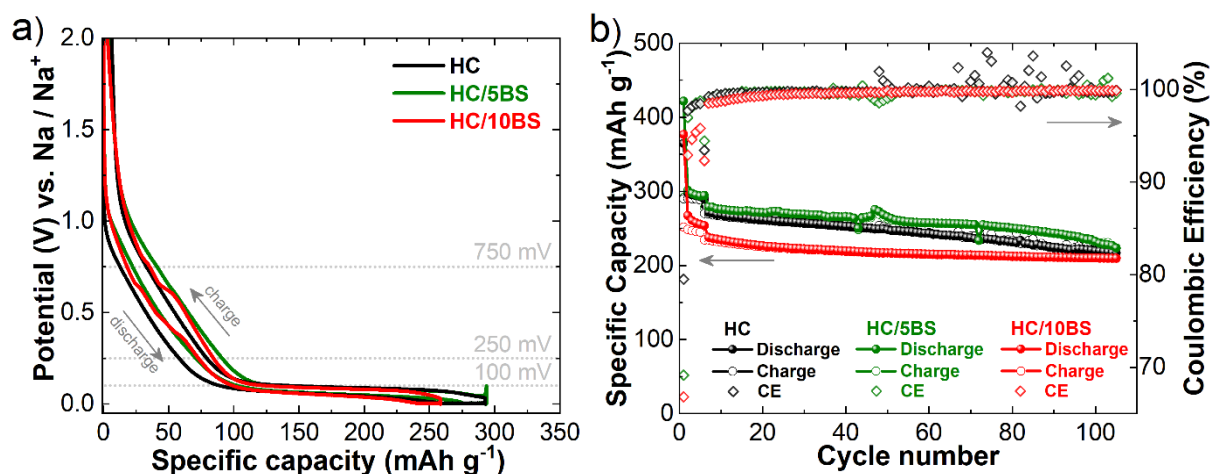 a)
Potential (V) vs. Na / Na⁺
2.0
1.5
1.0
0.5
0.0
HC
HC/5BS
HC/10BS
750 mV
250 mV
100 mV
charge
discharge
0 50 100 150 200 250 300 350
Specific capacity (mAh g⁻¹)
b)
Specific Capacity (mAh g⁻¹)
500
400
300
200
100
0
100
90
80
70
Coulombic Efficiency (%)
HC HC/5BS HC/10BS
Discharge Discharge Discharge
Charge Charge Charge
CE CE CE
0 20 40 60 80 100
Cycle number